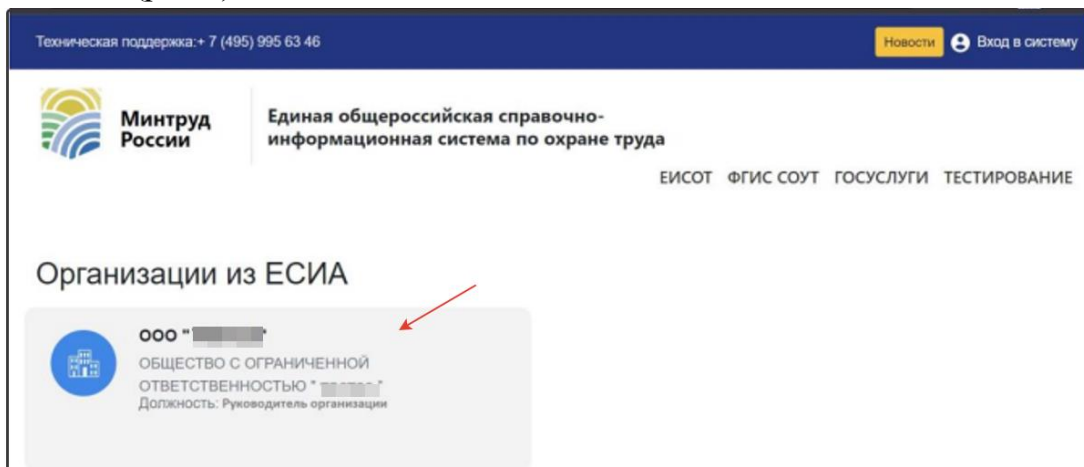 Техническая поддержка:+ 7 (495) 995 63 46
Новости
Вход в систему
Минтруд
России
Единая общероссийская справочно-
информационная система по охране труда
ЕИСОТ ФГИС СОУТ ГОСУСЛУГИ ТЕСТИРОВАНИЕ
Организации из ЕСИА
ООО " "
ОБЩЕСТВО С ОГРАНИЧЕННОЙ
ОТВЕТСТВЕННОСТЬЮ " "
Должность: Руководитель организации